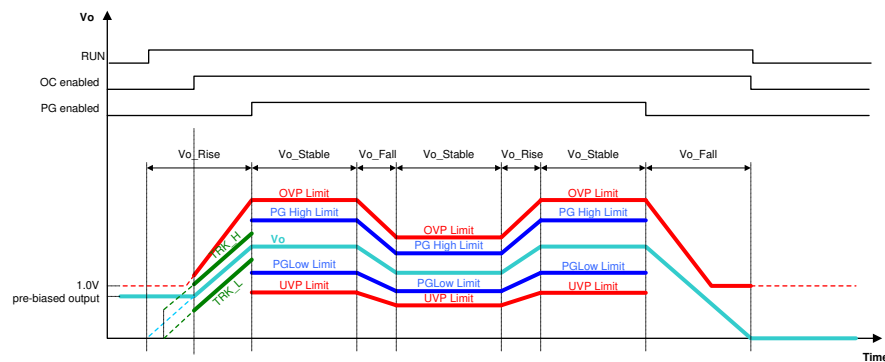 Vo
RUN
OC enabled
PG enabled
Vo_Rise Vo_Stable Vo_Fall Vo_Stable Vo_Rise Vo_Stable Vo_Fall
OVP Limit OVP Limit
PG High Limit PG High Limit
OVP Limit
TRK_H Vo PG High Limit
PGLow Limit PGLow Limit
TRK_L UVP Limit PGLow Limit UVP Limit
UVP Limit
1.0V
pre-biased output
Time